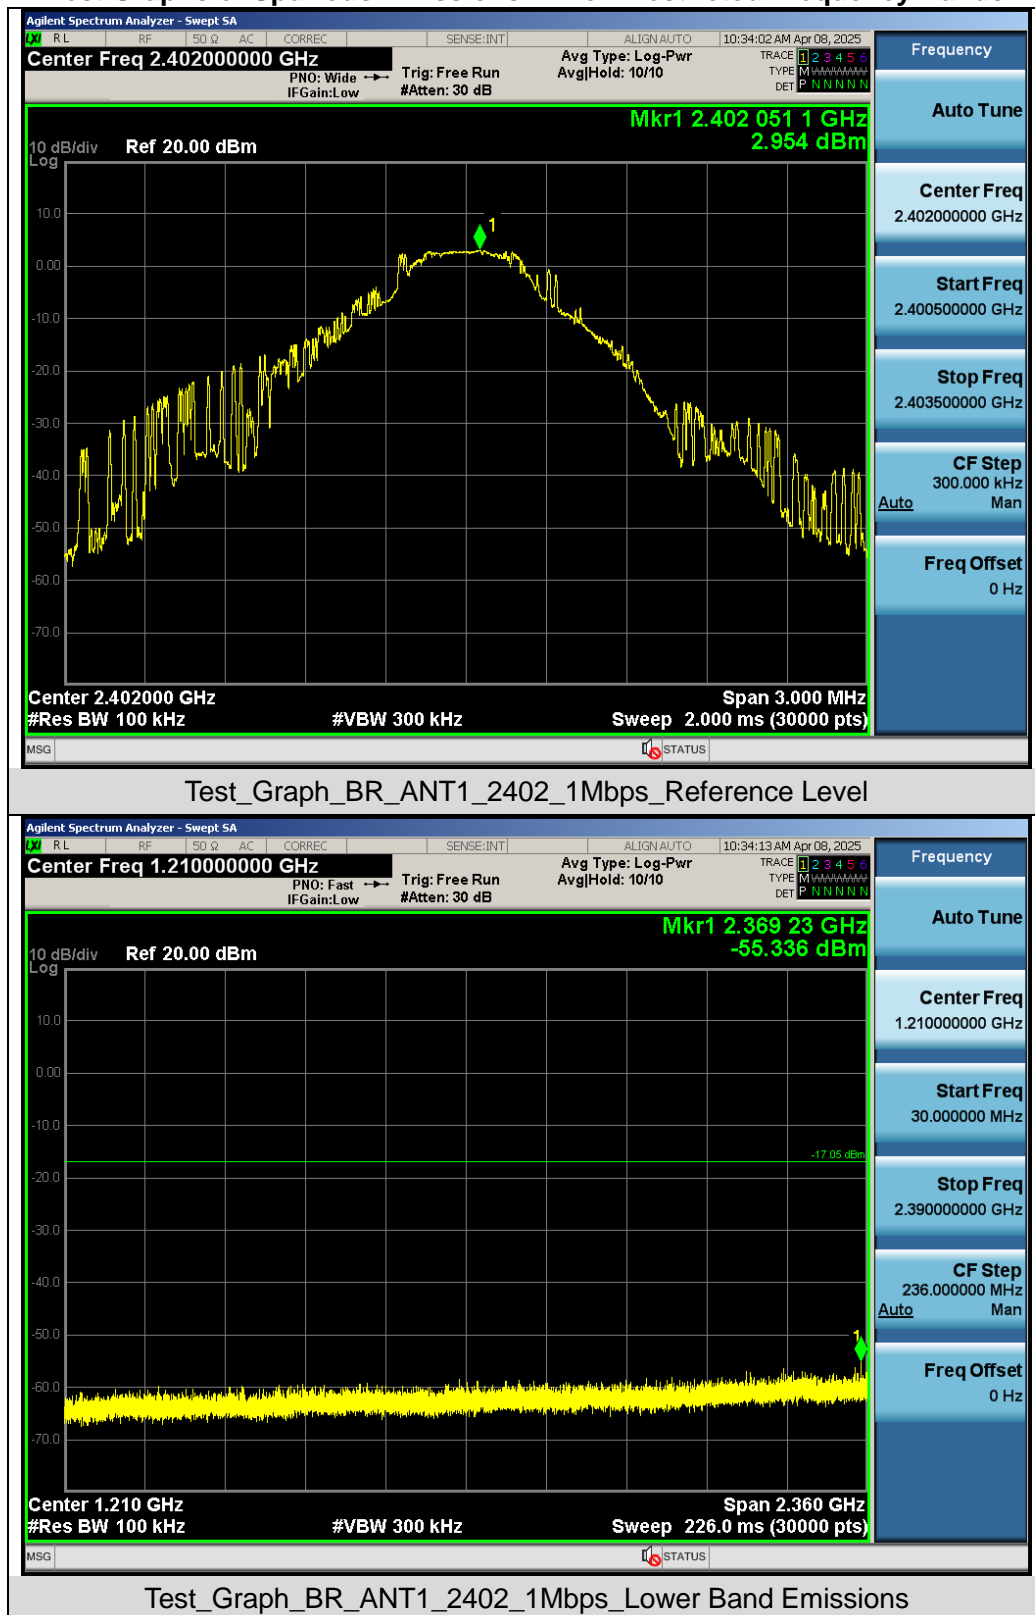 Agilent Spectrum Analyzer - Swept SA
LXI RL RF 50 Ω AC CORREC SENSE:INT ALIGN AUTO 10:34:02 AM Apr 08, 2025
Center Freq 2.402000000 GHz
PNO: Wide
IFGain:Low
Trig: Free Run
#Atten: 30 dB
Avg Type: Log-Pwr
Avg|Hold: 10/10
TRACE 1 2 3 4 5 6
TYPE M
DET P N N N N N
Mkr1 2.402 051 1 GHz
2.954 dBm
10 dB/div Ref 20.00 dBm
Log
1
10.0
0.00
-10.0
-20.0
-30.0
-40.0
-50.0
-60.0
-70.0
Center 2.402000 GHz Span 3.000 MHz
#Res BW 100 kHz #VBW 300 kHz Sweep 2.000 ms (30000 pts)
MSG STATUS
Frequency
Auto Tune
Center Freq
2.402000000 GHz
Start Freq
2.400500000 GHz
Stop Freq
2.403500000 GHz
CF Step
300.000 kHz
Auto Man
Freq Offset
0 Hz
Test_Graph_BR_ANT1_2402_1Mbps_Reference Level
Agilent Spectrum Analyzer - Swept SA
LXI RL RF 50 Ω AC CORREC SENSE:INT ALIGN AUTO 10:34:13 AM Apr 08, 2025
Center Freq 1.210000000 GHz
PNO: Fast
IFGain:Low
Trig: Free Run
#Atten: 30 dB
Avg Type: Log-Pwr
Avg|Hold: 10/10
TRACE 1 2 3 4 5 6
TYPE M
DET P N N N N N
Mkr1 2.369 23 GHz
-55.336 dBm
10 dB/div Ref 20.00 dBm
Log
10.0
0.00
-10.0
-17.05 dBm
-20.0
-30.0
-40.0
-50.0
1
-60.0
-70.0
Center 1.210 GHz Span 2.360 GHz
#Res BW 100 kHz #VBW 300 kHz Sweep 226.0 ms (30000 pts)
MSG STATUS
Frequency
Auto Tune
Center Freq
1.210000000 GHz
Start Freq
30.000000 MHz
Stop Freq
2.390000000 GHz
CF Step
236.000000 MHz
Auto Man
Freq Offset
0 Hz
Test_Graph_BR_ANT1_2402_1Mbps_Lower Band Emissions